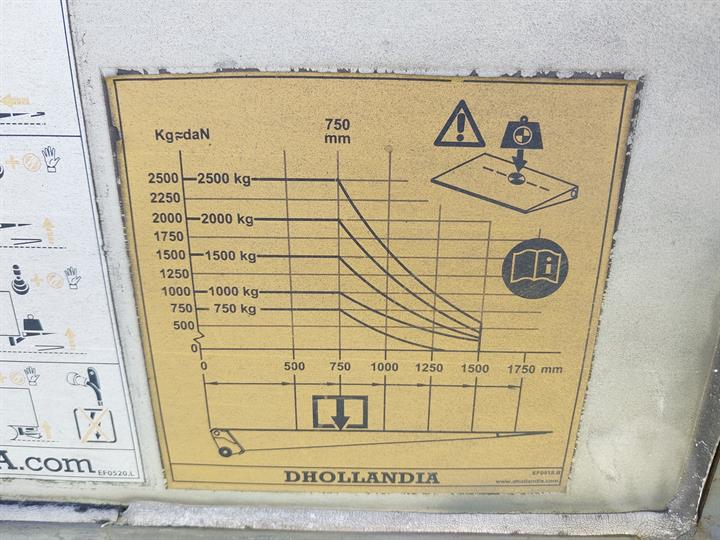 Kg≈daN
750
mm
2500 2500 kg
2250
2000 2000 kg
1750
1500 1500 kg
1250
1000 1000 kg
750 750 kg
500
0
0 500 750 1000 1250 1500 1750 mm
DHOLLANDIA
www.dhollandia.com
A.com
EF0520.L